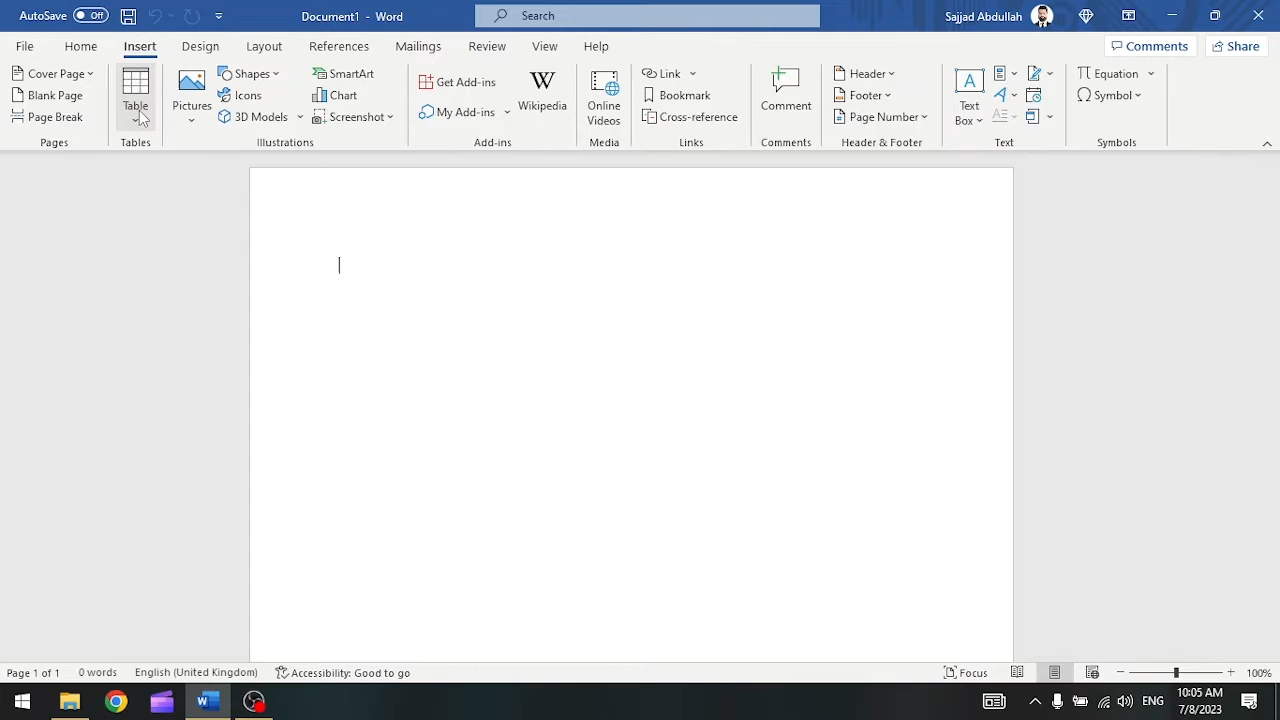 AutoSave Off Document1 - Word Search Sajjad Abdullah
File Home Insert Design Layout References Mailings Review View Help Comments Share
Cover Page
Blank Page
Page Break
Pages
Table
Tables
Pictures
Shapes
Icons
3D Models
SmartArt
Chart
Screenshot
Illustrations
Get Add-ins
My Add-ins
W
Wikipedia
Add-ins
Online
Videos
Media
Link
Bookmark
Cross-reference
Links
Comment
Comments
Header
Footer
Page Number
Header & Footer
A
Text
Box
Text
Equation
Symbol
Symbols
Page 1 of 1 0 words English (United Kingdom) Accessibility: Good to go Focus 100%
ENG 10:05 AM
7/8/2023